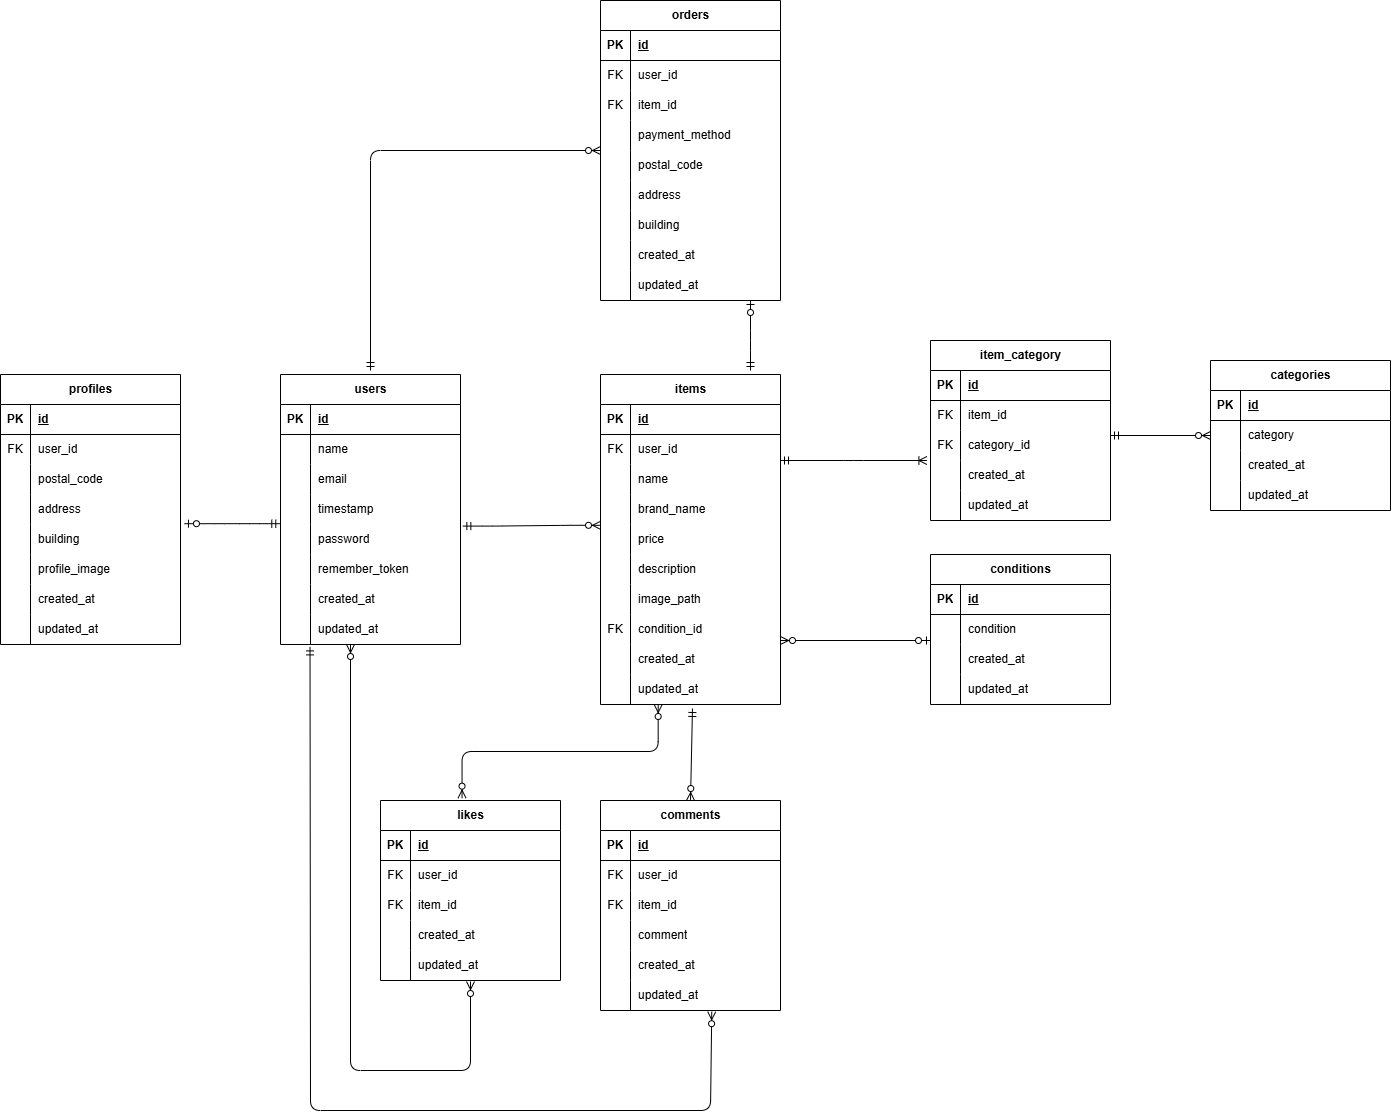 orders
PK id
FK user_id
FK item_id
payment_method
postal_code
address
building
created_at
updated_at
profiles
PK id
FK user_id
postal_code
address
building
profile_image
created_at
updated_at
users
PK id
name
email
timestamp
password
remember_token
created_at
updated_at
items
PK id
FK user_id
name
brand_name
price
description
image_path
FK condition_id
created_at
updated_at
item_category
PK id
FK item_id
FK category_id
created_at
updated_at
categories
PK id
category
created_at
updated_at
conditions
PK id
condition
created_at
updated_at
likes
PK id
FK user_id
FK item_id
created_at
updated_at
comments
PK id
FK user_id
FK item_id
comment
created_at
updated_at